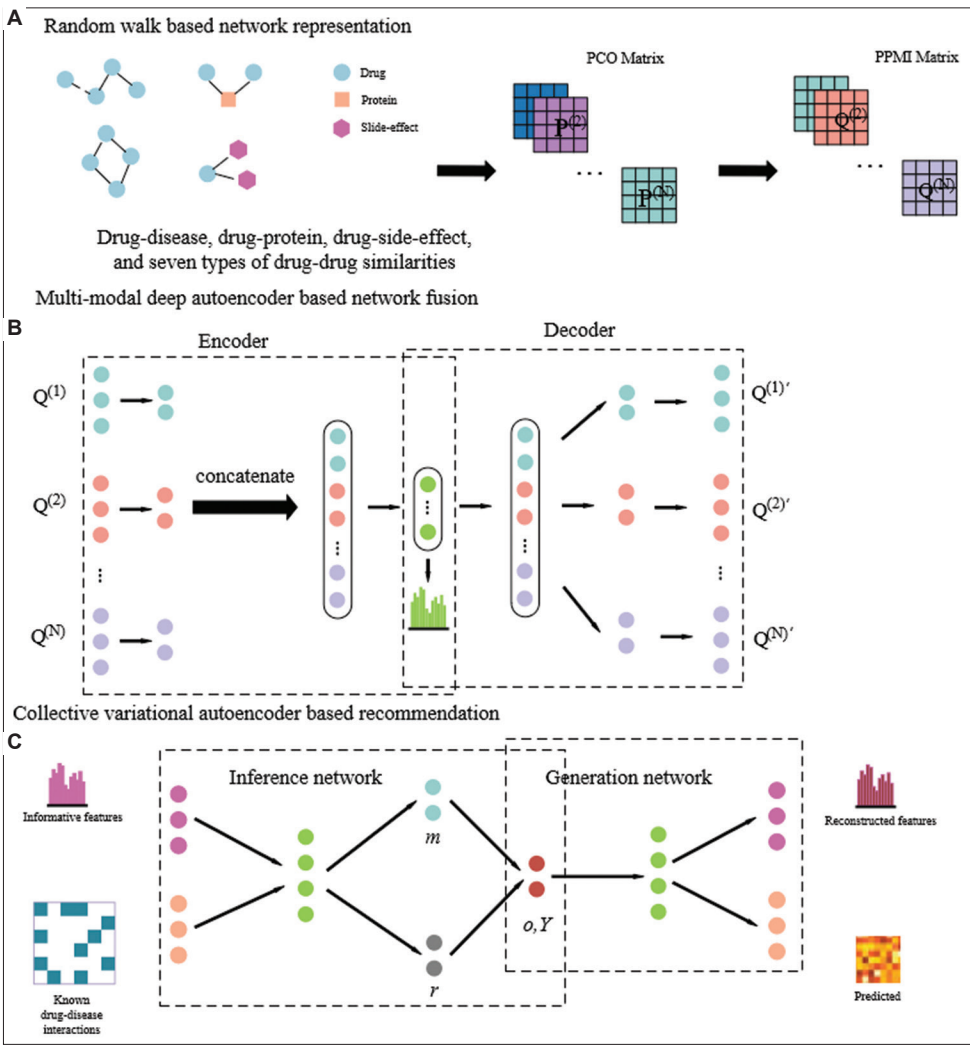 A
Random walk based network representation
Drug
Protein
Slide-effect
PCO Matrix
P(2)
...
P(N)
PPMI Matrix
Q(2)
...
Q(N)
Drug-disease, drug-protein, drug-side-effect,
and seven types of drug-drug similarities
Multi-modal deep autoencoder based network fusion
B
Encoder
Decoder
Q(1)
Q(2)
Q(N)
concatenate
Q(1)′
Q(2)′
Q(N)′
Collective variational autoencoder based recommendation
C
Inference network
Generation network
Informative features
Reconstructed features
m
o,Y
r
Known
drug-disease
interactions
Predicted